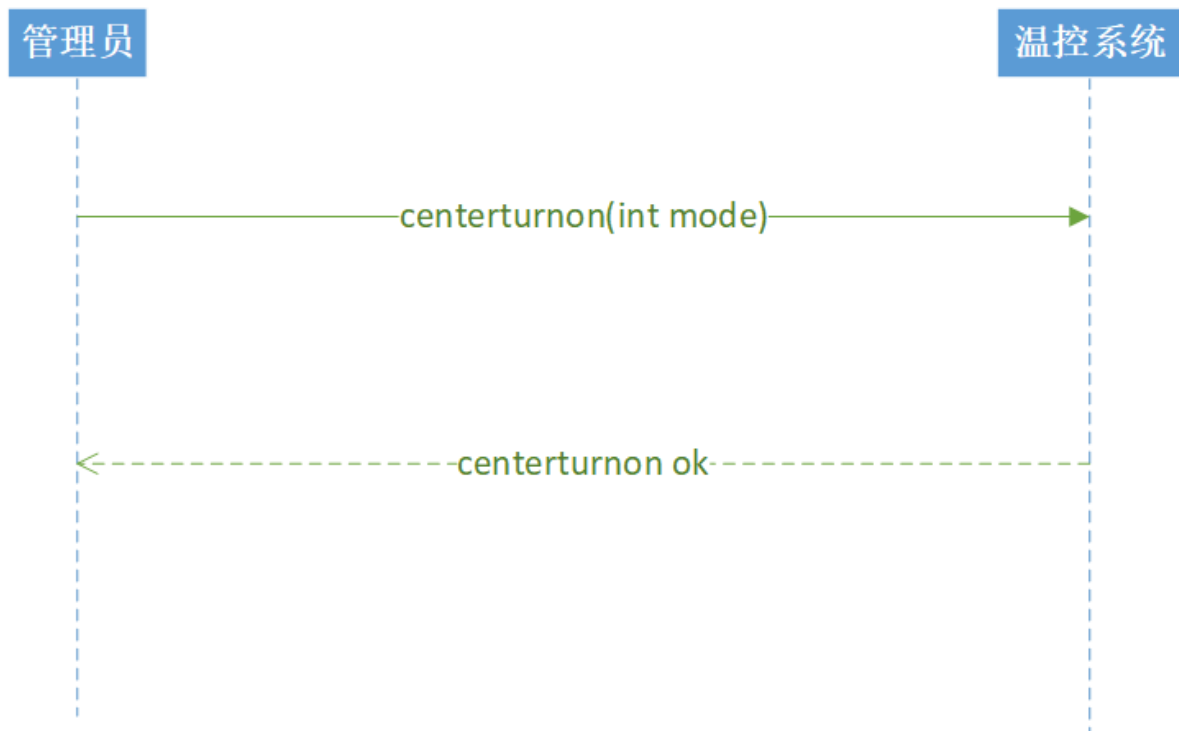 管理员
温控系统
centerturnon(int mode)
centerturnon ok